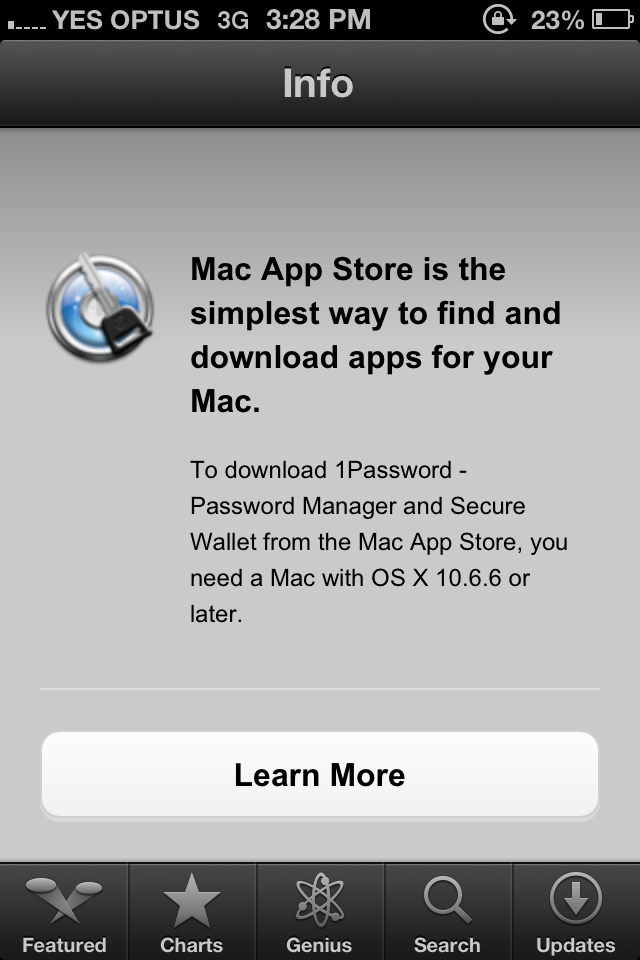 YES OPTUS 3G 3:28 PM 23%
Info
Mac App Store is the
simplest way to find and
download apps for your
Mac.
To download 1Password -
Password Manager and Secure
Wallet from the Mac App Store, you
need a Mac with OS X 10.6.6 or
later.
Learn More
Featured Charts Genius Search Updates